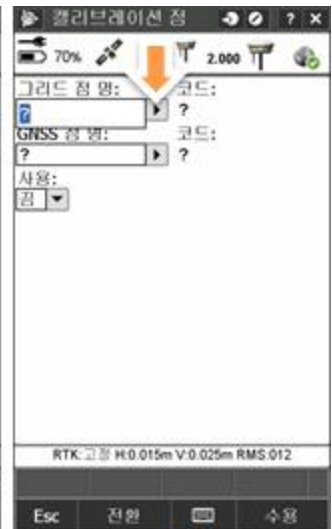 캘리브레이션 점 ? X
70% 2.000
그리드 점 명: 코드:
? ?
GNSS 점 명: 코드:
? ?
사용:
끔
RTK:고정 H:0.015m V:0.025m RMS:012
Esc 전환 수용